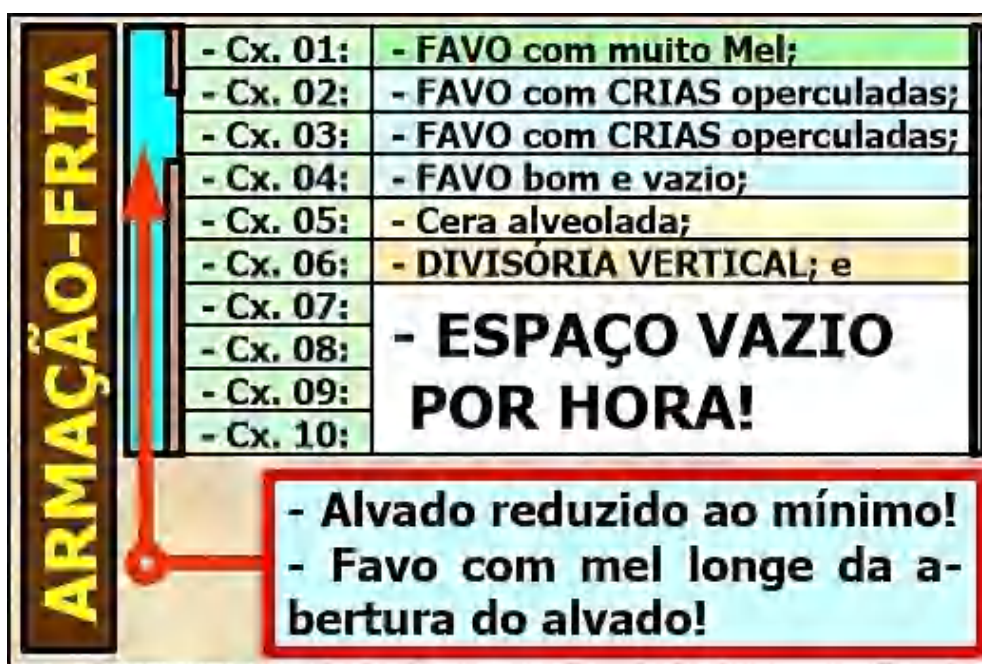 ARMAÇÃO-FRIA
- Cx. 01: - FAVO com muito Mel;
- Cx. 02: - FAVO com CRIAS operculadas;
- Cx. 03: - FAVO com CRIAS operculadas;
- Cx. 04: - FAVO bom e vazio;
- Cx. 05: - Cera alveolada;
- Cx. 06: - DIVISÓRIA VERTICAL; e
- Cx. 07:
- Cx. 08:
- Cx. 09:
- Cx. 10:
- ESPAÇO VAZIO
POR HORA!
- Alvado reduzido ao mínimo!
- Favo com mel longe da a-
bertura do alvado!